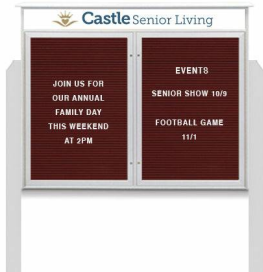 Castle Senior Living
JOIN US FOR
OUR ANNUAL
FAMILY DAY
THIS WEEKEND
AT 2PM
EVENTS
SENIOR SHOW 10/9
FOOTBALL GAME
11/1